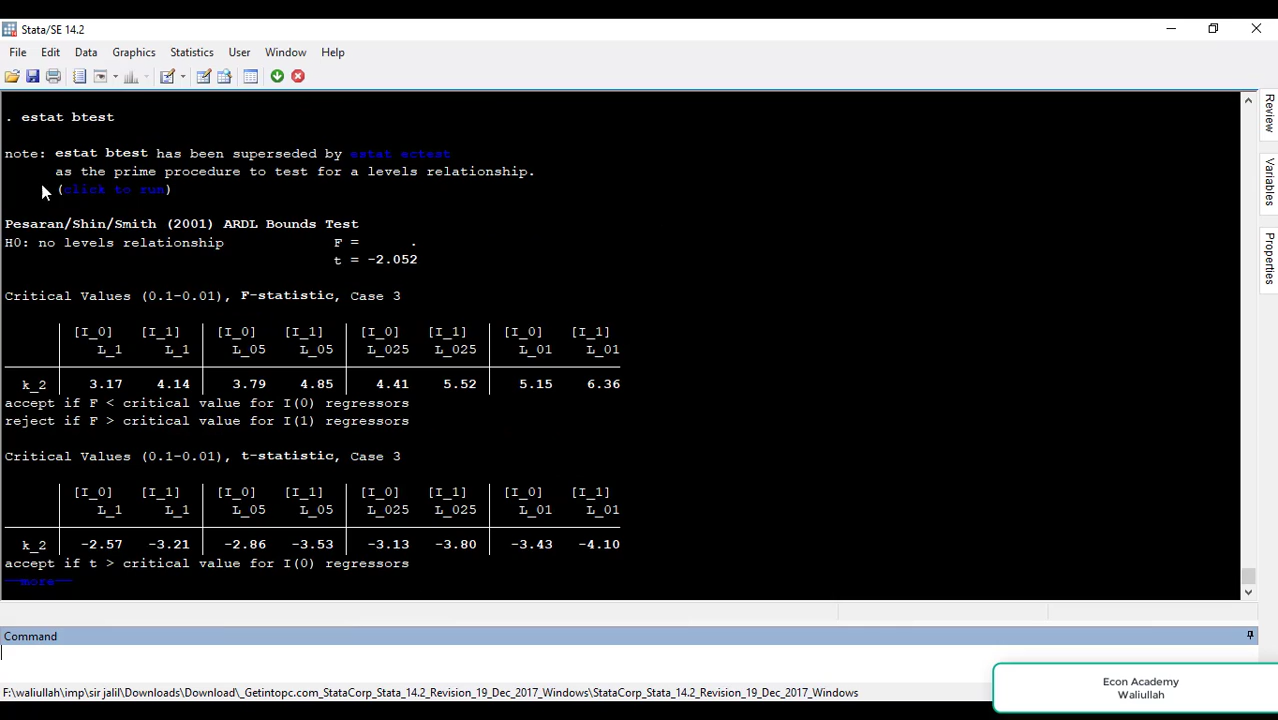 Stata/SE 14.2
File Edit Data Graphics Statistics User Window Help
. estat btest
note: estat btest has been superseded by estat ectest
as the prime procedure to test for a levels relationship.
(click to run)
Pesaran/Shin/Smith (2001) ARDL Bounds Test
H0: no levels relationship F = .
t = -2.052
Critical Values (0.1-0.01), F-statistic, Case 3
[I_0] [I_1] [I_0] [I_1] [I_0] [I_1] [I_0] [I_1]
L_1 L_1 L_05 L_05 L_025 L_025 L_01 L_01
k_2 3.17 4.14 3.79 4.85 4.41 5.52 5.15 6.36
accept if F < critical value for I(0) regressors
reject if F > critical value for I(1) regressors
Critical Values (0.1-0.01), t-statistic, Case 3
[I_0] [I_1] [I_0] [I_1] [I_0] [I_1] [I_0] [I_1]
L_1 L_1 L_05 L_05 L_025 L_025 L_01 L_01
k_2 -2.57 -3.21 -2.86 -3.53 -3.13 -3.80 -3.43 -4.10
accept if t > critical value for I(0) regressors
—more—
Review
Variables
Properties
Command
F:\waliullah\imp\sir jalil\Downloads\Download\_Getintopc.com_StataCorp_Stata_14.2_Revision_19_Dec_2017_Windows\StataCorp_Stata_14.2_Revision_19_Dec_2017_Windows
Econ Academy
Waliullah